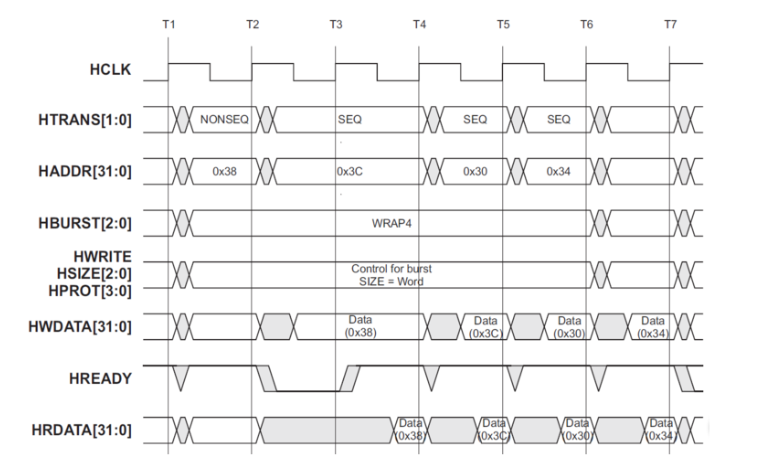 T1 T2 T3 T4 T5 T6 T7
HCLK
HTRANS[1:0] NONSEQ SEQ SEQ SEQ
HADDR[31:0] 0x38 0x3C 0x30 0x34
HBURST[2:0] WRAP4
HWRITE
HSIZE[2:0] Control for burst
HPROT[3:0] SIZE = Word
HWDATA[31:0] Data Data Data Data
(0x38) (0x3C) (0x30) (0x34)
HREADY
HRDATA[31:0] Data Data Data Data
(0x38) (0x3C) (0x30) (0x34)